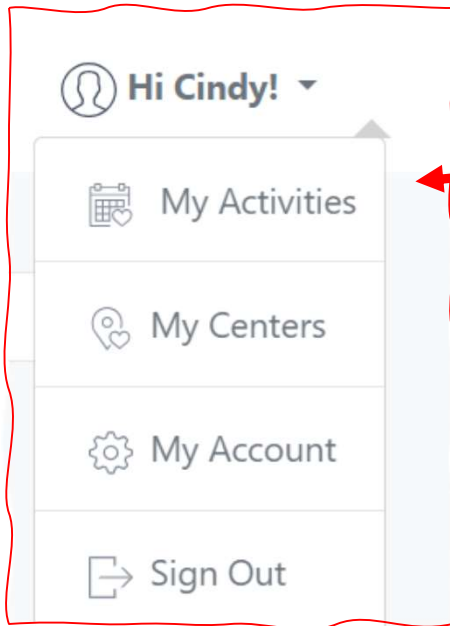 Hi Cindy!
My Activities
My Centers
My Account
Sign Out